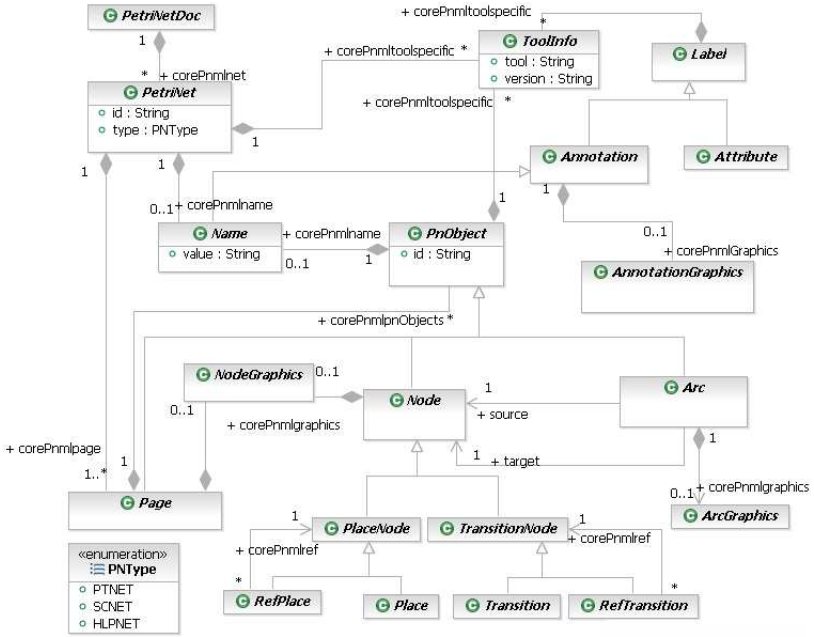 PetriNetDoc
1
* + corePnmlnet
PetriNet
id : String
type : PNType
1
1
1
+ corePnmltoolspecific *
+ corePnmltoolspecific
*
ToolInfo
tool : String
version : String
+ corePnmltoolspecific *
Label
Annotation
Attribute
1
0..1
+ corePnmlGraphics
AnnotationGraphics
+ corePnmlname
0..1
Name
value : String
+ corePnmlname
0..1
1
1
PnObject
id : String
+ corePnmlpnObjects *
NodeGraphics
0..1
0..1
+ corePnmlgraphics
Node
1
+ source
1
+ target
Arc
1
+ corePnmlgraphics
0..1
ArcGraphics
+ corePnmlpage
1..*
1
Page
PlaceNode
1
+ corePnmlref
*
TransitionNode
1
+ corePnmlref
*
RefPlace
Place
Transition
RefTransition
«enumeration»
PNType
PTNET
SCNET
HLPNET